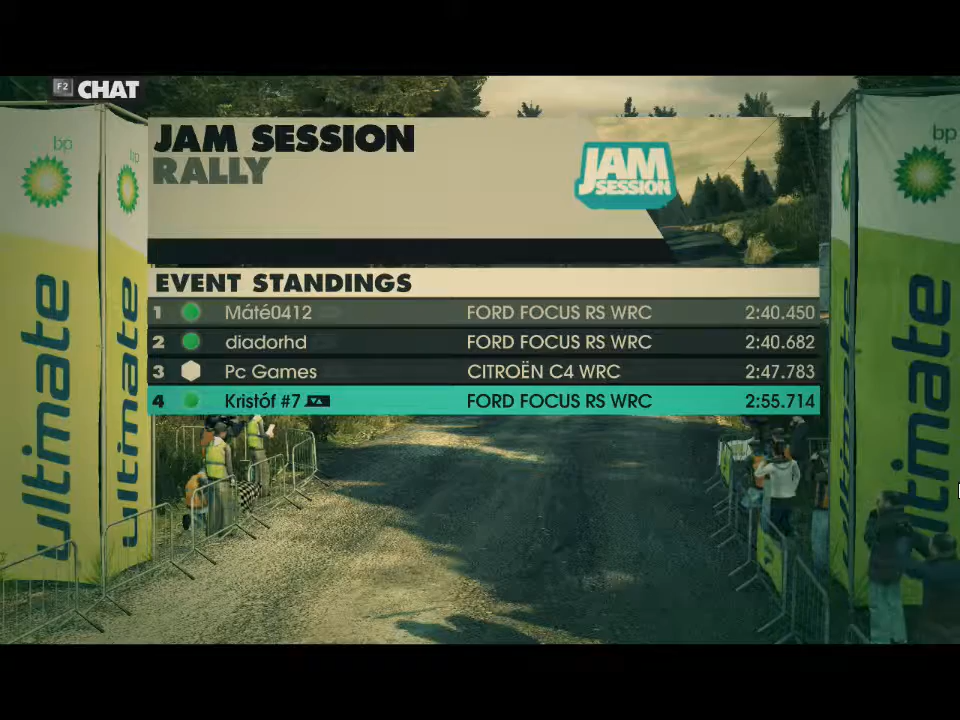 F2 CHAT
JAM SESSION
RALLY
JAM
SESSION
EVENT STANDINGS
1 Máté0412 FORD FOCUS RS WRC 2:40.450
2 diadorhd FORD FOCUS RS WRC 2:40.682
3 Pc Games CITROËN C4 WRC 2:47.783
4 Kristóf #7 FORD FOCUS RS WRC 2:55.714
bp
ultimate
bp
ultimate
ultimate
bp
ultimate